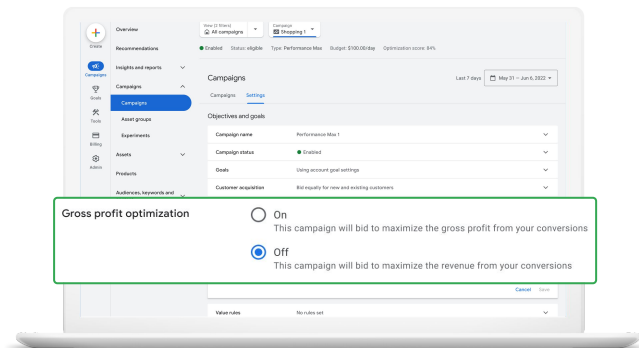 View (2 filters)
All campaigns
Campaign
Shopping 1
Create
Overview
Recommendations
Enabled Status: eligible Type: Performance Max Budget: $100.00/day Optimization score: 84%
Campaigns
Insights and reports
Campaigns
Campaigns
Asset groups
Experiments
Assets
Products
Audiences, keywords and
Goals
Tools
Billing
Admin
Campaigns
Last 7 days May 31 – Jun 6, 2022
Campaigns Settings
Objectives and goals
Campaign name Performance Max 1
Campaign status Enabled
Goals Using account goal settings
Customer acquisition Bid equally for new and existing customers
Gross profit optimization
On
This campaign will bid to maximize the gross profit from your conversions
Off
This campaign will bid to maximize the revenue from your conversions
Cancel Save
Value rules No rules set